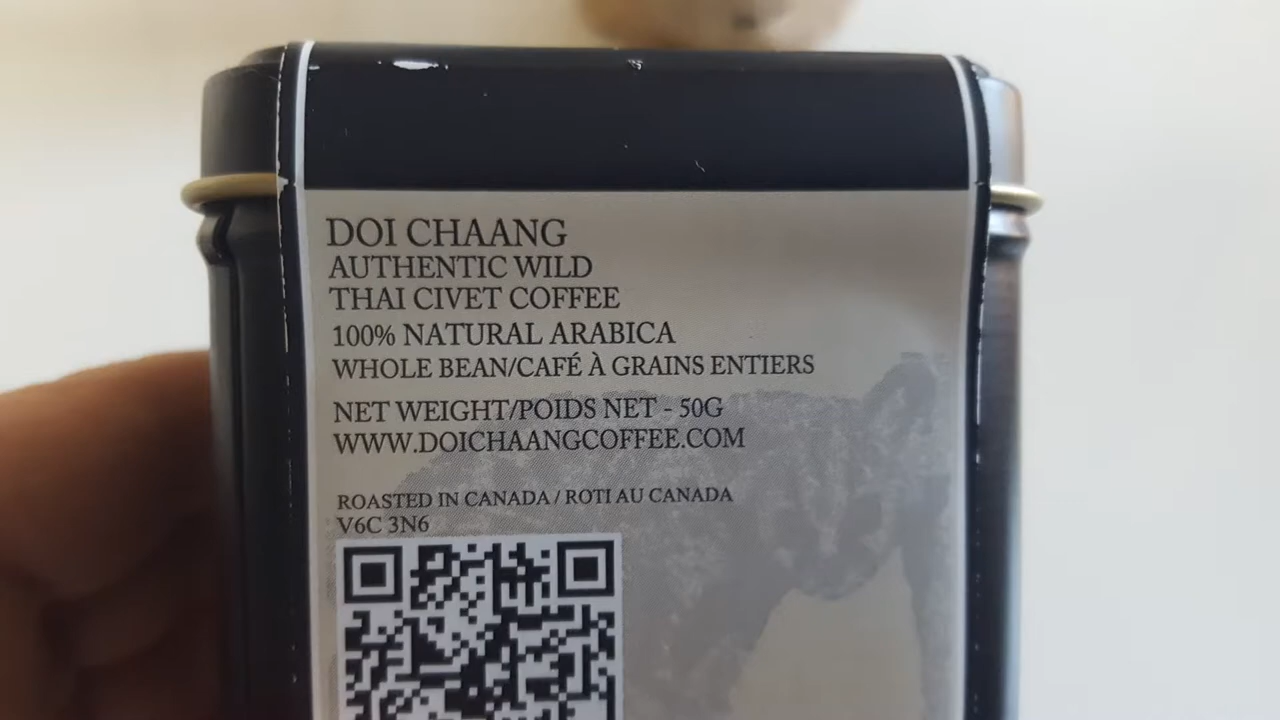 DOI CHAANG
AUTHENTIC WILD
THAI CIVET COFFEE
100% NATURAL ARABICA
WHOLE BEAN/CAFÉ À GRAINS ENTIERS
NET WEIGHT/POIDS NET - 50G
WWW.DOICHAANGCOFFEE.COM
ROASTED IN CANADA / ROTI AU CANADA
V6C 3N6